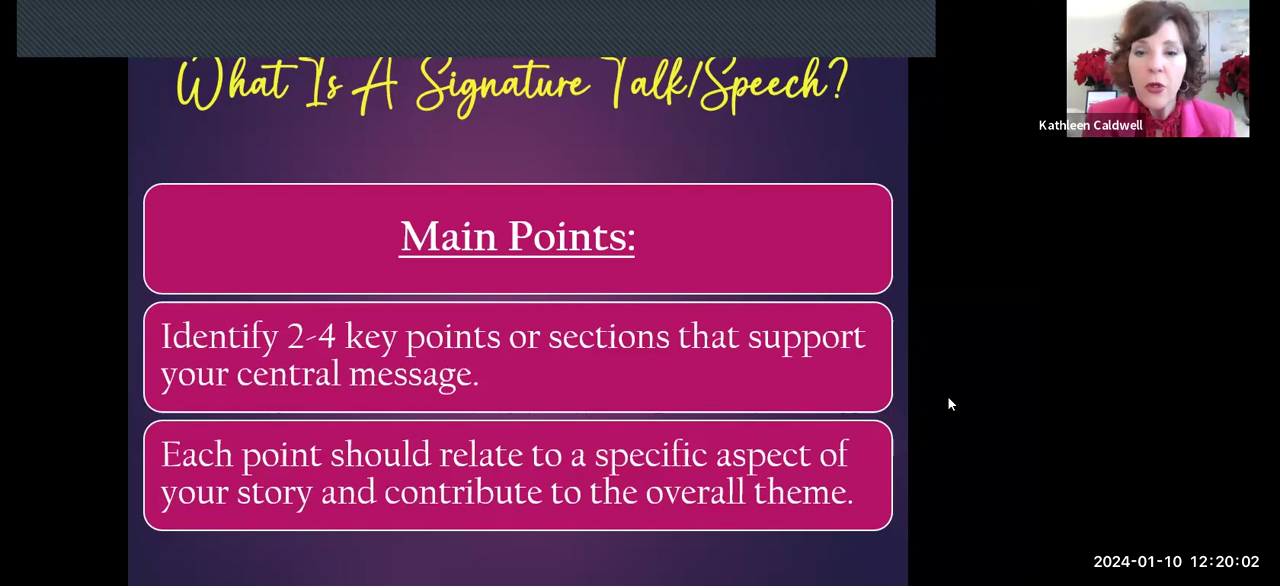 What Is A Signature Talk/Speech?
Kathleen Caldwell
Main Points:
Identify 2-4 key points or sections that support
your central message.
Each point should relate to a specific aspect of
your story and contribute to the overall theme.
2024-01-10 12:20:02